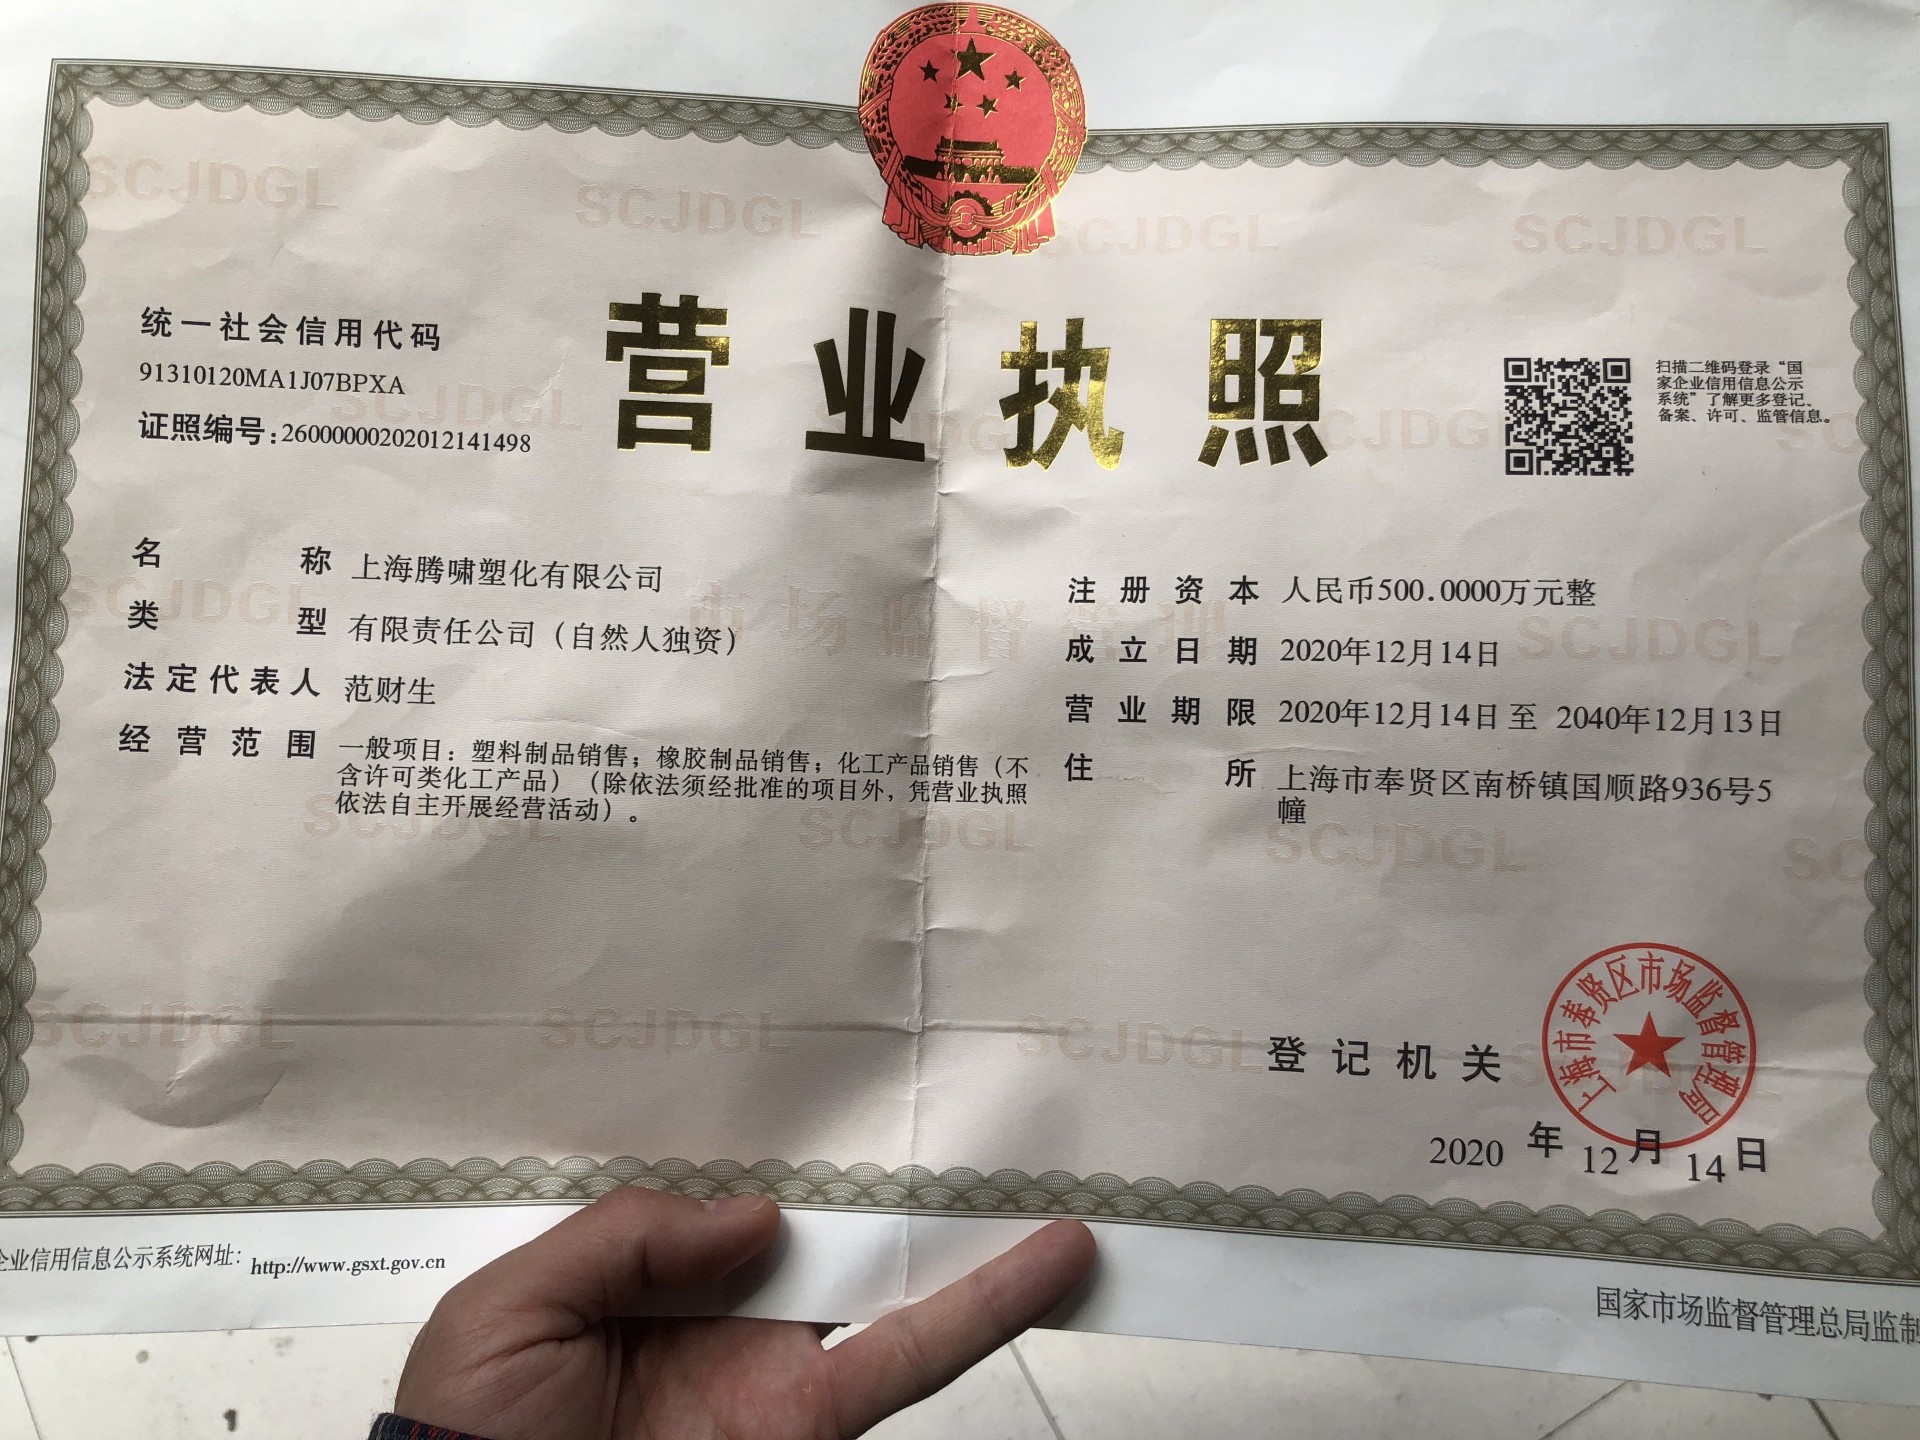 营业执照
统一社会信用代码
91310120MA1J07BPXA
证照编号:26000000202012141498
扫描二维码登录“国
家企业信用信息公示
系统”了解更多登记、
备案、许可、监管信息。
名称 上海腾啸塑化有限公司
类型 有限责任公司（自然人独资）
法定代表人 范财生
经营范围 一般项目：塑料制品销售；橡胶制品销售；化工产品销售（不
含许可类化工产品）（除依法须经批准的项目外，凭营业执照
依法自主开展经营活动）。
注册资本 人民币500.0000万元整
成立日期 2020年12月14日
营业期限 2020年12月14日 至 2040年12月13日
住所 上海市奉贤区南桥镇国顺路936号5
幢
SCJDGL
市场监督管理
登记机关
上海市奉贤区市场监督管理局
2020 年 12 月 14 日
企业信用信息公示系统网址：http://www.gsxt.gov.cn
国家市场监督管理总局监制